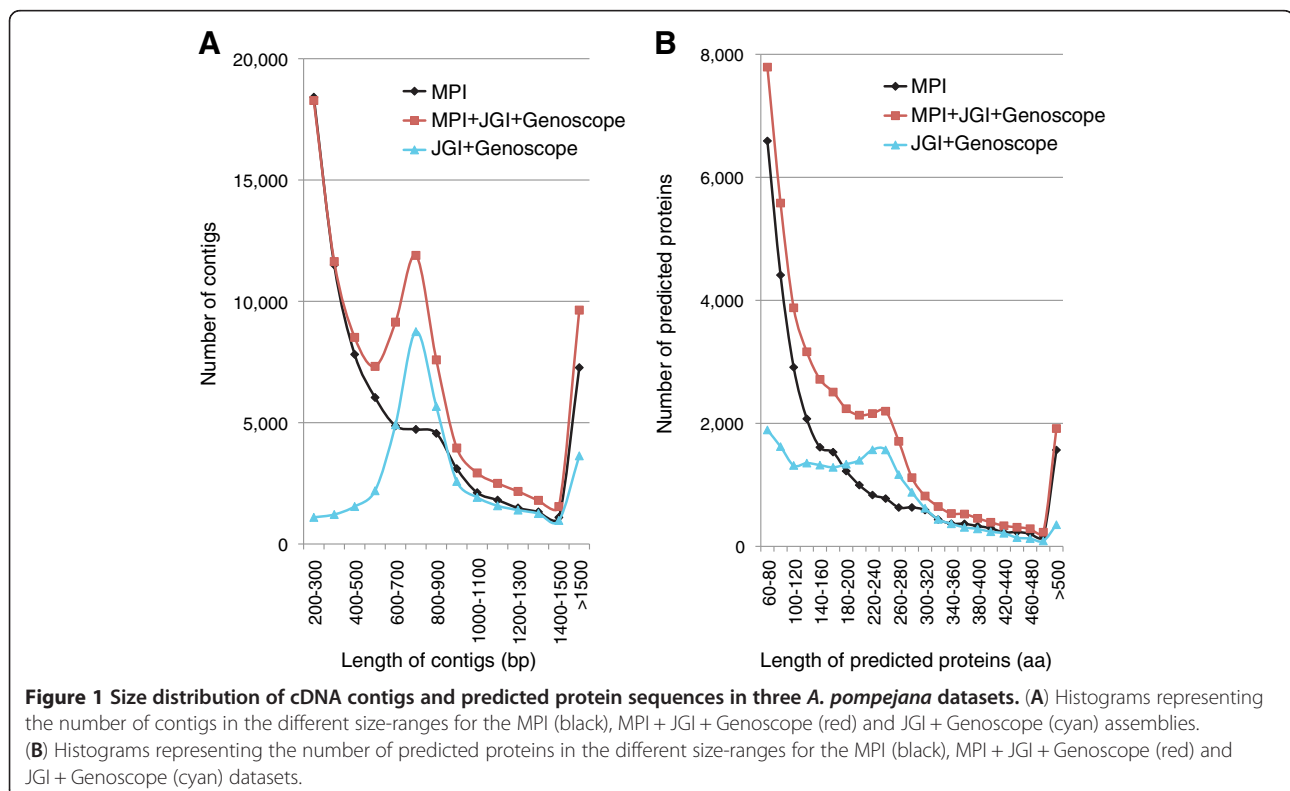 A
20,000
15,000
10,000
5,000
0
Number of contigs
MPI
MPI+JGI+Genoscope
JGI+Genoscope
200-300
400-500
600-700
800-900
1000-1100
1200-1300
1400-1500
>1500
Length of contigs (bp)
B
8,000
6,000
4,000
2,000
0
Number of predicted proteins
MPI
MPI+JGI+Genoscope
JGI+Genoscope
60-80
100-120
140-160
180-200
220-240
260-280
300-320
340-360
380-400
420-440
460-480
>500
Length of predicted proteins (aa)
Figure 1 Size distribution of cDNA contigs and predicted protein sequences in three A. pompejana datasets. (A) Histograms representing
the number of contigs in the different size-ranges for the MPI (black), MPI + JGI + Genoscope (red) and JGI + Genoscope (cyan) assemblies.
(B) Histograms representing the number of predicted proteins in the different size-ranges for the MPI (black), MPI + JGI + Genoscope (red) and
JGI + Genoscope (cyan) datasets.